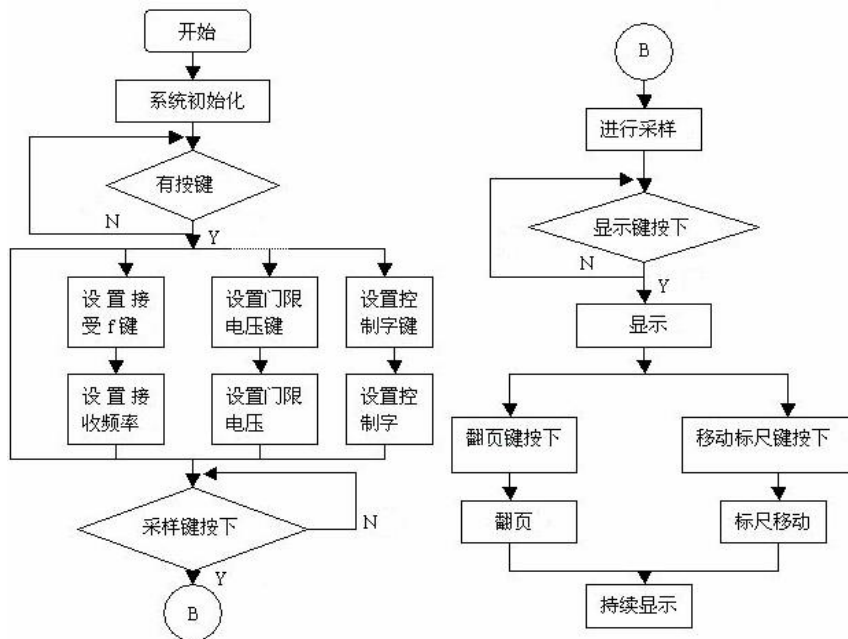 开始
系统初始化
有按键
N
Y
设置接
受f键
设置门限
电压键
设置控
制字键
设置接
收频率
设置门限
电压
设置控
制字
采样键按下
N
Y
B
B
进行采样
显示键按下
N
Y
显示
翻页键按下
移动标尺键按下
翻页
标尺移动
持续显示